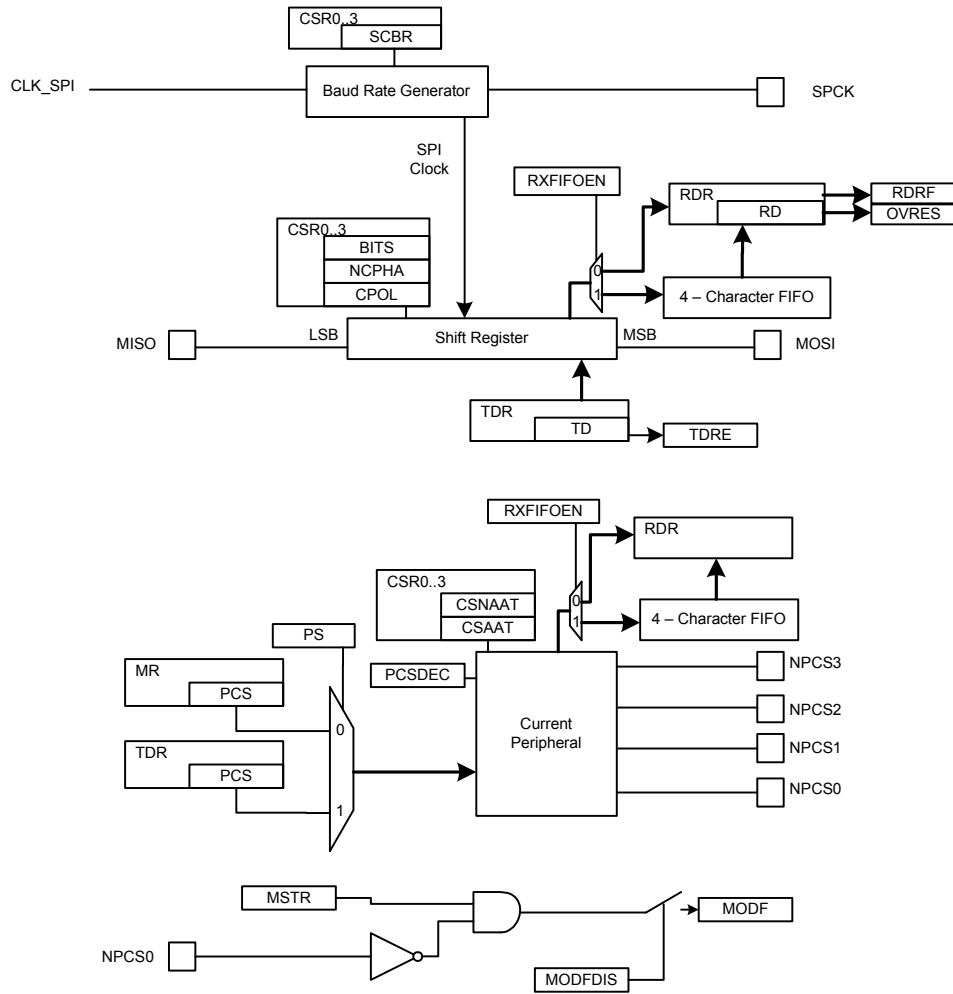 CSR0..3
SCBR
CLK_SPI
Baud Rate Generator
SPCK
SPI
Clock
RXFIFOEN
RDR
RD
RDRF
OVRES
CSR0..3
BITS
NCPHA
CPOL
0
1
4 – Character FIFO
MISO
LSB
Shift Register
MSB
MOSI
TDR
TD
TDRE
RXFIFOEN
RDR
CSR0..3
CSNAAT
CSAAT
0
1
4 – Character FIFO
PS
MR
PCS
PCSDEC
NPCS3
0
Current
Peripheral
NPCS2
TDR
PCS
NPCS1
1
NPCS0
MSTR
MODF
NPCS0
MODFDIS